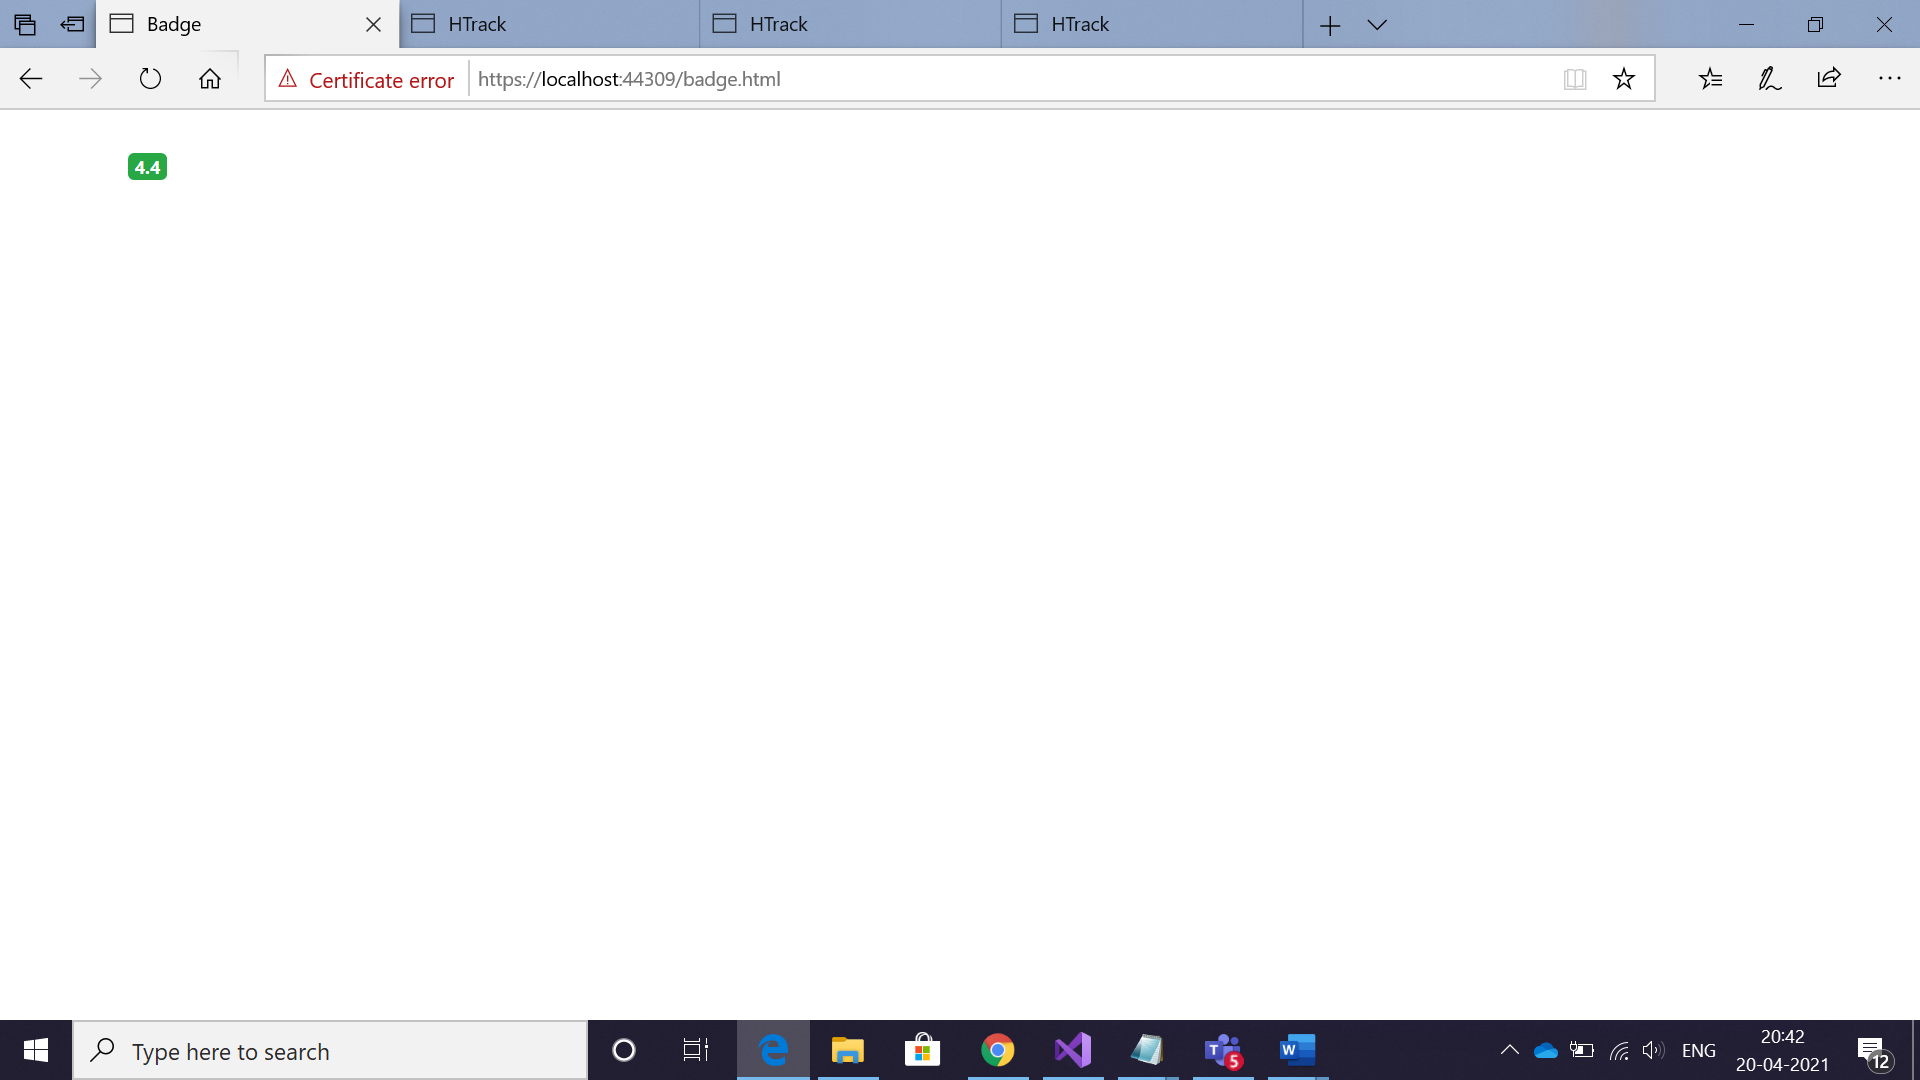 Badge
HTrack
HTrack
HTrack
Certificate error
https://localhost:44309/badge.html
4.4
Type here to search
T
5
W
ENG
20:42
20-04-2021
12